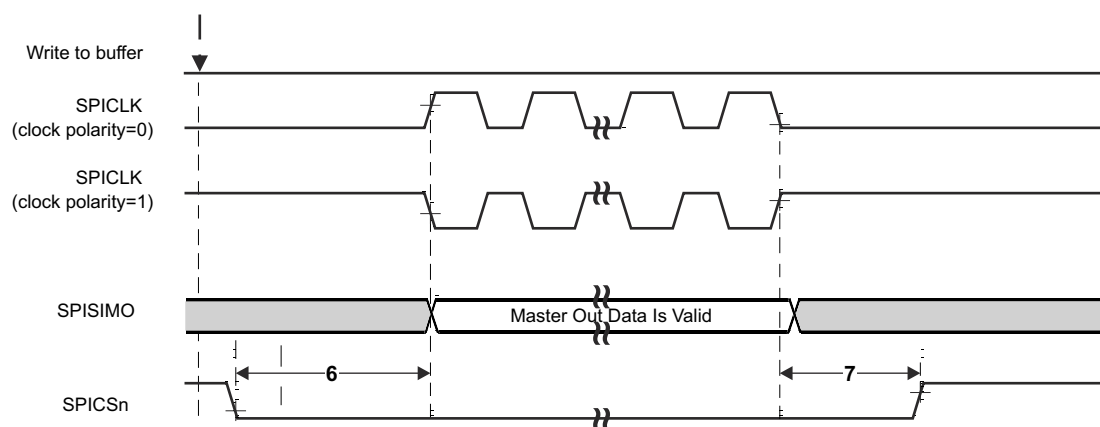 Write to buffer
SPICLK
(clock polarity=0)
SPICLK
(clock polarity=1)
SPISIMO
Master Out Data Is Valid
6
7
SPICSn